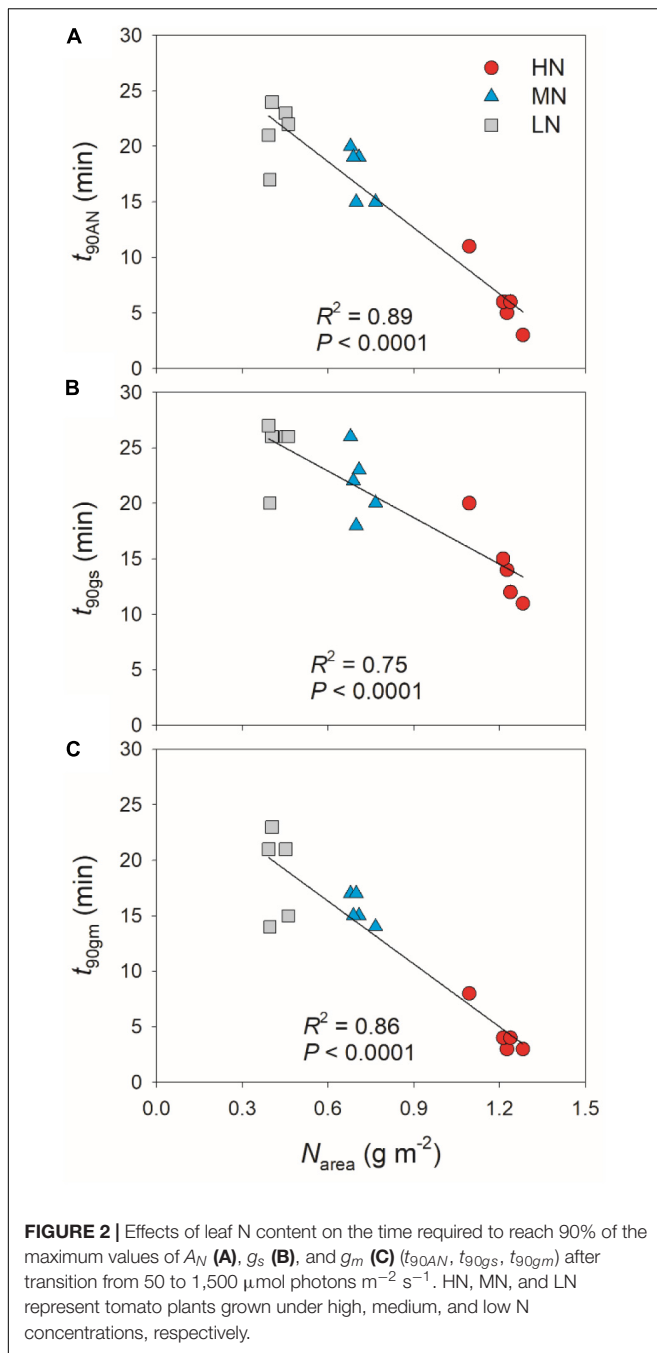 A
30
25
20
15
10
5
0
t90AN (min)
HN
MN
LN
R² = 0.89
P < 0.0001
B
30
25
20
15
10
5
0
t90gs (min)
R² = 0.75
P < 0.0001
C
30
25
20
15
10
5
0
t90gm (min)
R² = 0.86
P < 0.0001
0.0 0.3 0.6 0.9 1.2 1.5
Narea (g m⁻²)
FIGURE 2 | Effects of leaf N content on the time required to reach 90% of the
maximum values of AN (A), gs (B), and gm (C) (t90AN, t90gs, t90gm) after
transition from 50 to 1,500 μmol photons m⁻² s⁻¹. HN, MN, and LN
represent tomato plants grown under high, medium, and low N
concentrations, respectively.